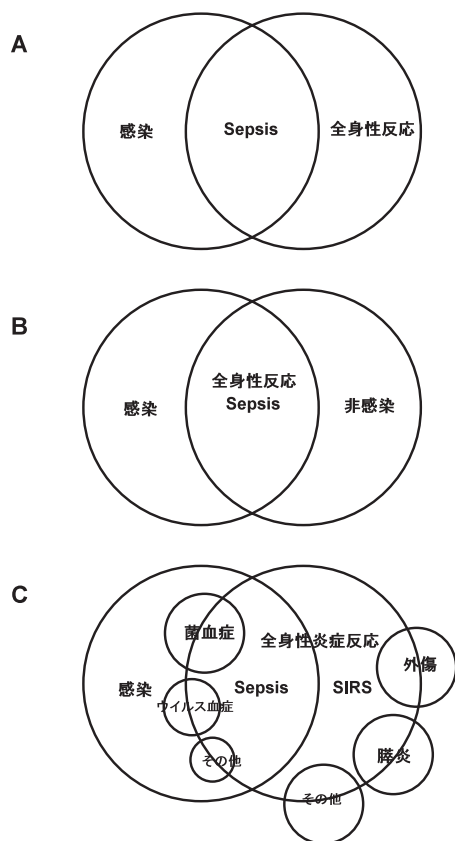 A
感染
Sepsis
全身性反応
B
感染
全身性反応
Sepsis
非感染
C
菌血症
全身性炎症反応
外傷
感染
Sepsis
SIRS
ウイルス血症
その他
膵炎
その他